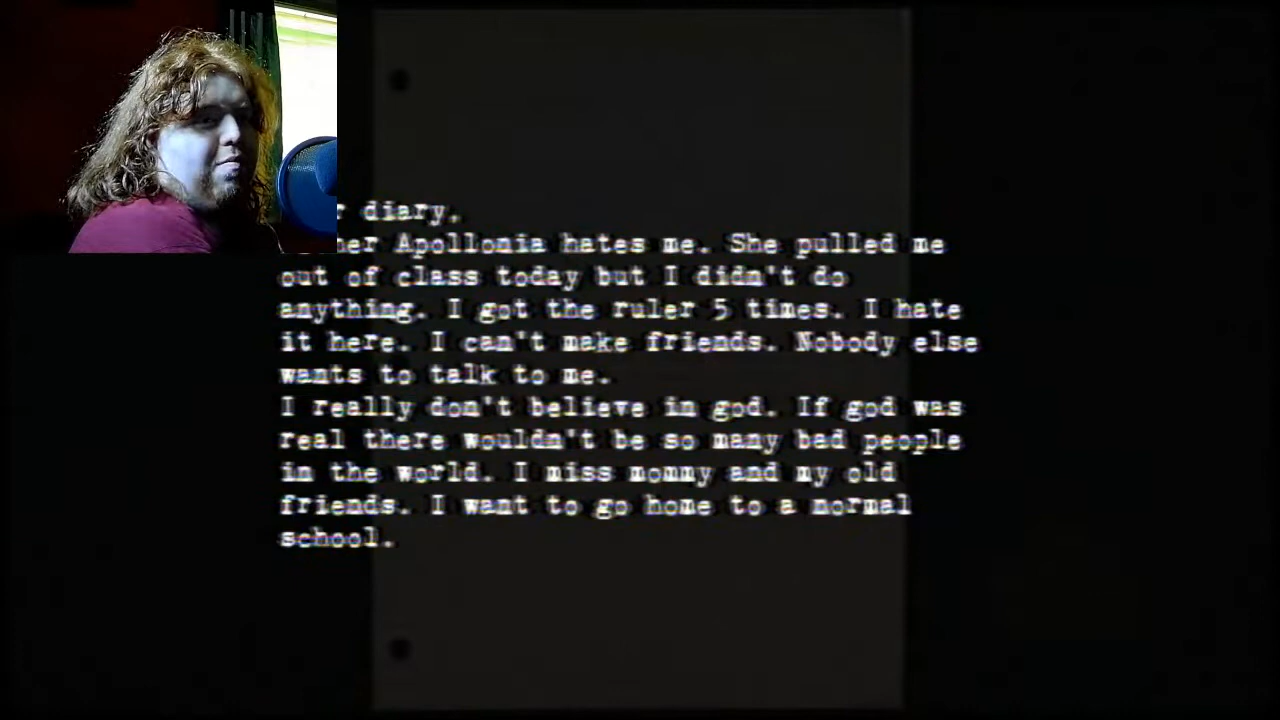 r diary.
her Apollonia hates me. She pulled me
out of class today but I didn't do
anything. I got the ruler 5 times. I hate
it here. I can't make friends. Nobody else
wants to talk to me.
I really don't believe in god. If god was
real there wouldn't be so many bad people
in the world. I miss mommy and my old
friends. I want to go home to a normal
school.